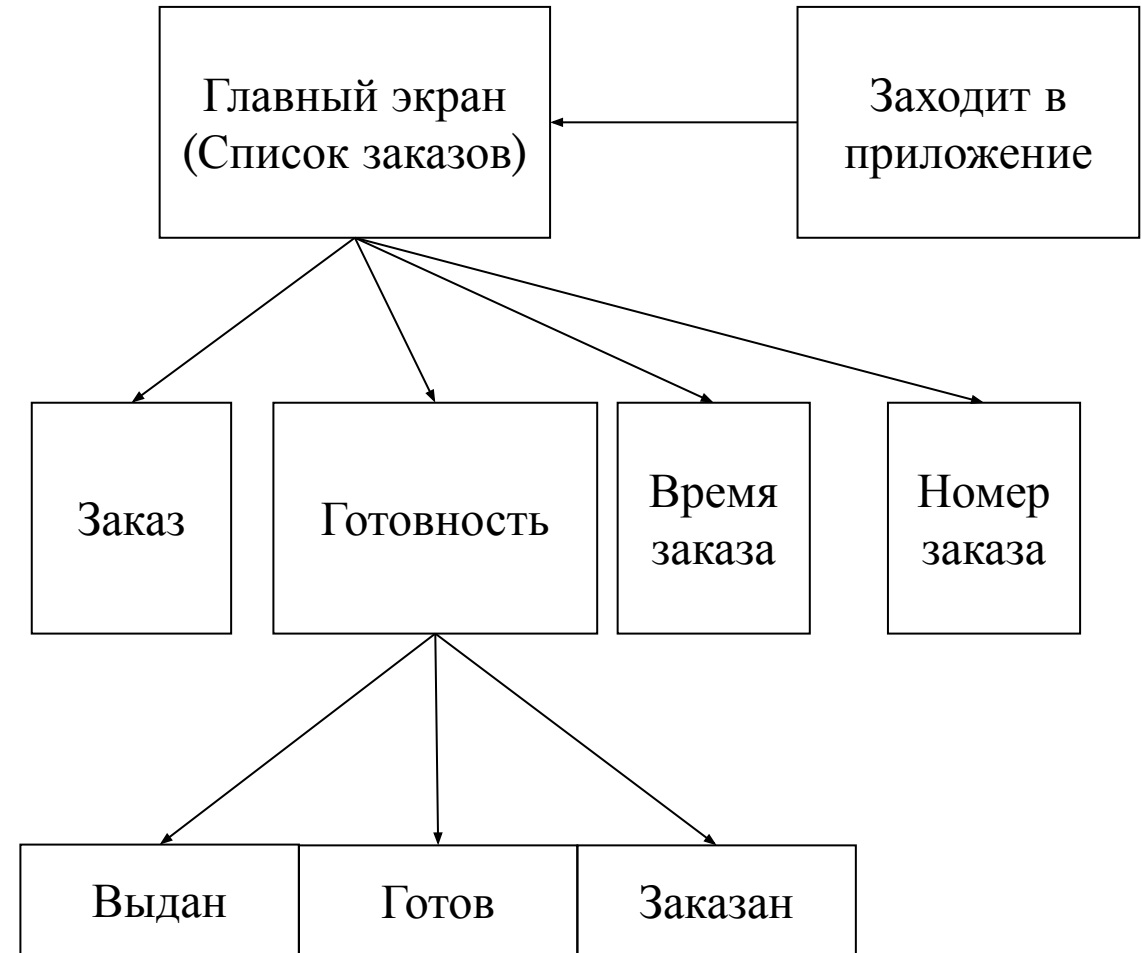 Главный экран
(Список заказов)
Заходит в
приложение
Заказ
Готовность
Время
заказа
Номер
заказа
Выдан
Готов
Заказан